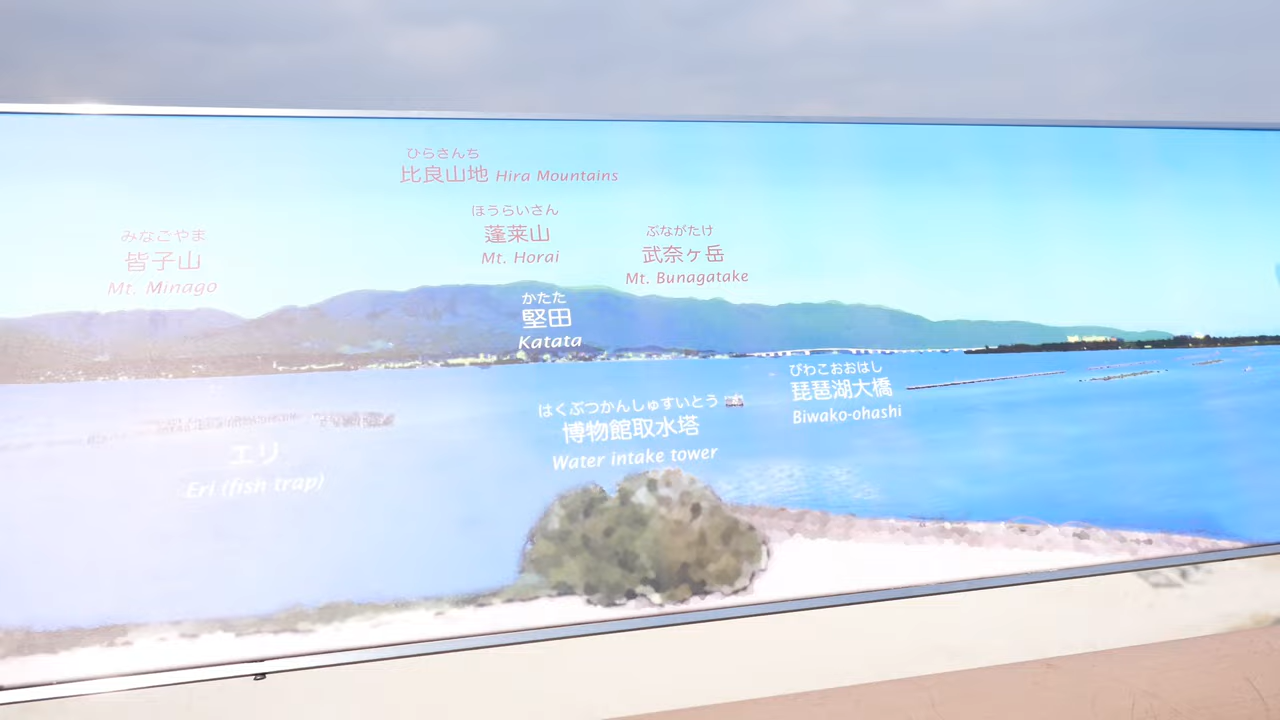 ひらさんち
比良山地 Hira Mountains
ほうらいさん
蓬莱山
Mt. Horai
みなごやま
皆子山
Mt. Minago
ぶながたけ
武奈ヶ岳
Mt. Bunagatake
かたた
堅田
Katata
びわこおおはし
琵琶湖大橋
Biwako-ohashi
はくぶつかんしゅすいとう
博物館取水塔
Water intake tower
エリ
Eri (fish trap)